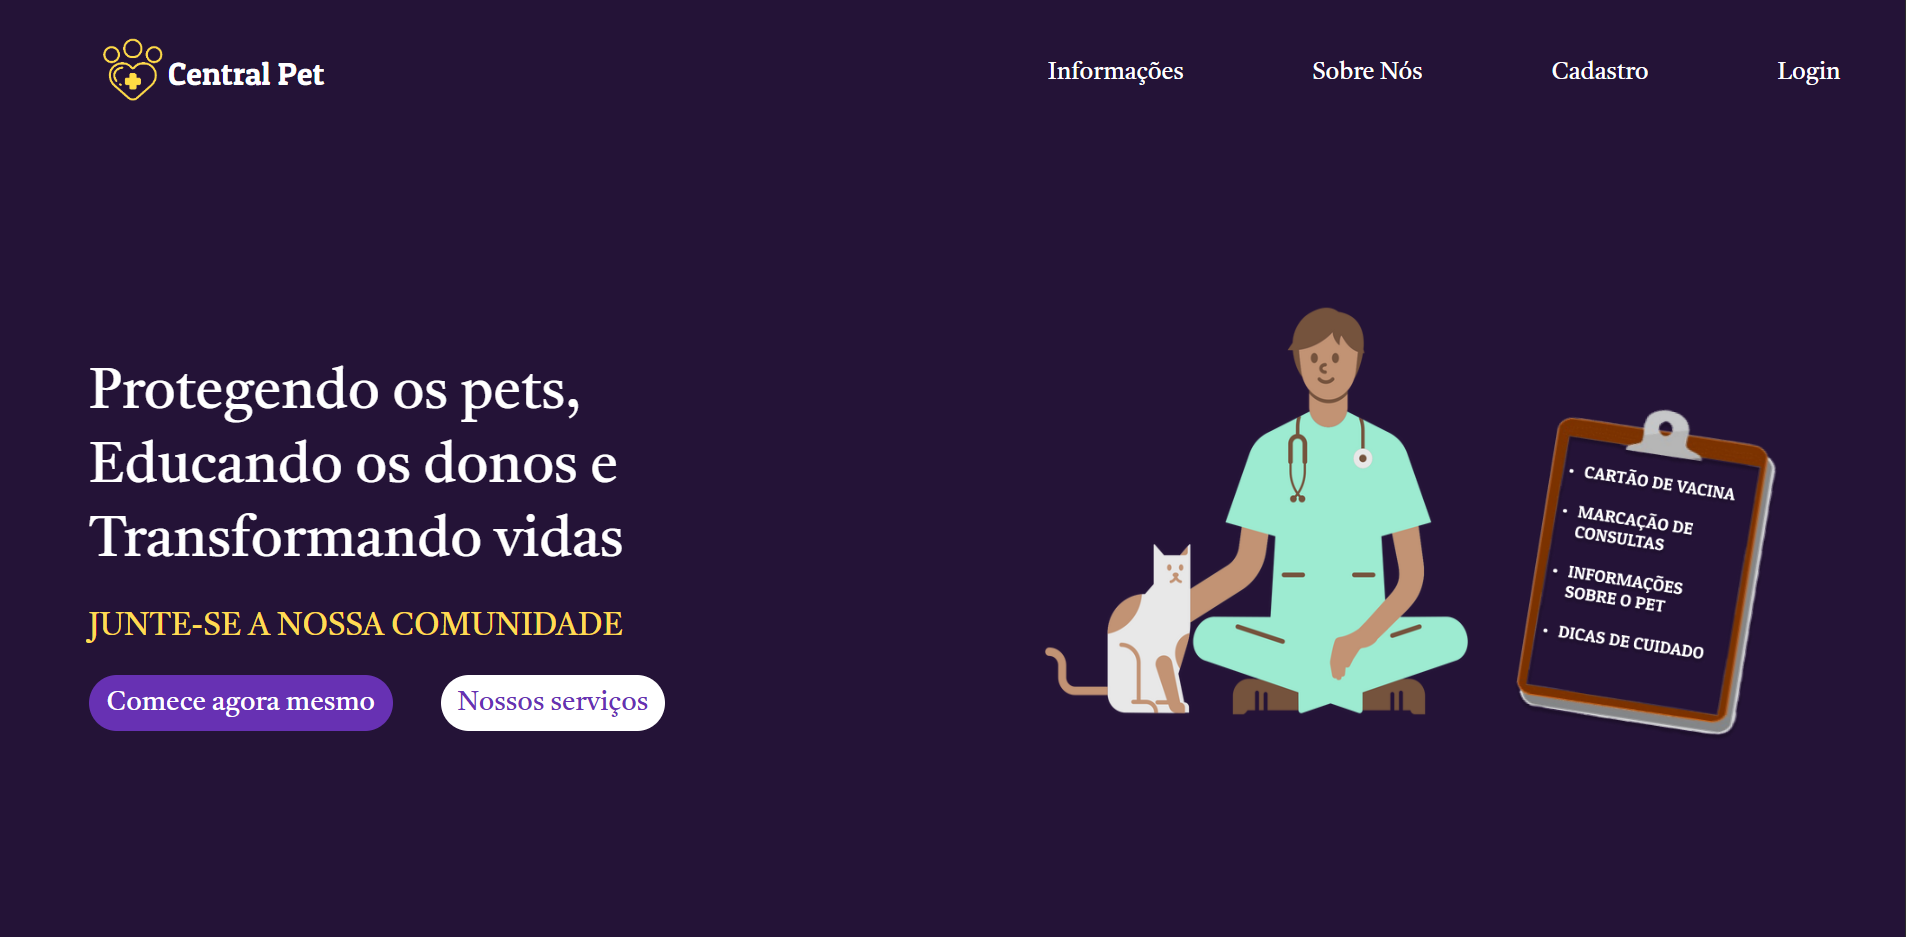 Central Pet
Informações
Sobre Nós
Cadastro
Login
Protegendo os pets,
Educando os donos e
Transformando vidas
JUNTE-SE A NOSSA COMUNIDADE
Comece agora mesmo
Nossos serviços
• CARTÃO DE VACINA
• MARCAÇÃO DE
CONSULTAS
• INFORMAÇÕES
SOBRE O PET
• DICAS DE CUIDADO